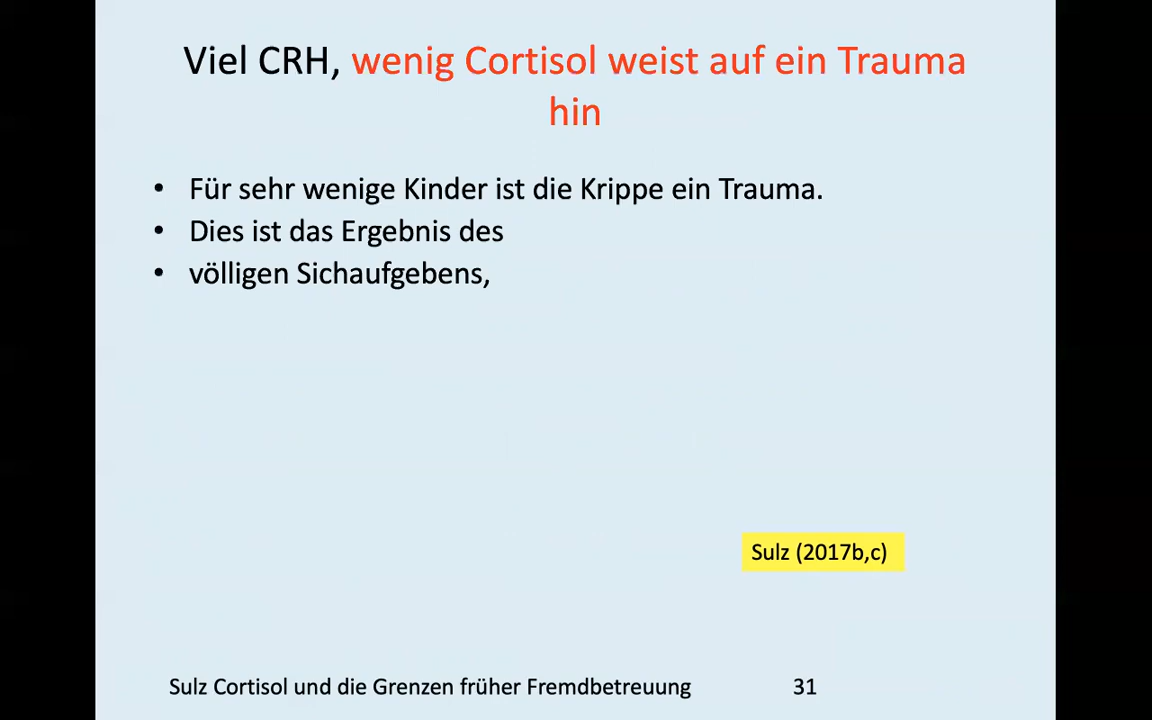 Viel CRH, wenig Cortisol weist auf ein Trauma
hin
• Für sehr wenige Kinder ist die Krippe ein Trauma.
• Dies ist das Ergebnis des
• völligen Sichaufgebens,
Sulz (2017b,c)
Sulz Cortisol und die Grenzen früher Fremdbetreuung
31